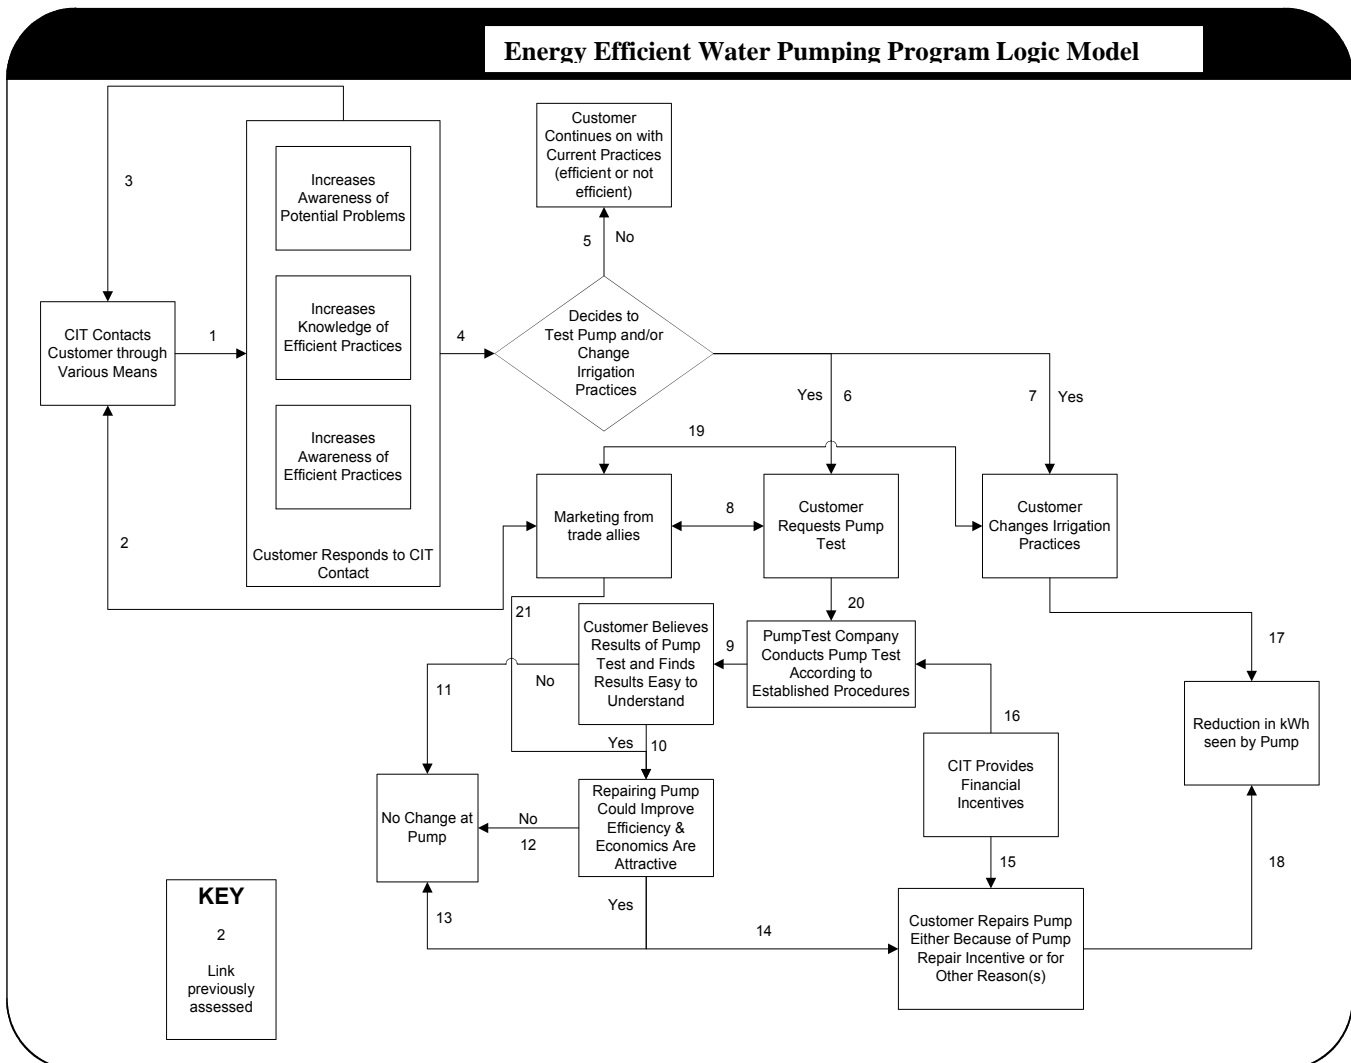 Energy Efficient Water Pumping Program Logic Model
Customer
Continues on with
Current Practices
(efficient or not
efficient)
3
Increases
Awareness of
Potential Problems
5
No
CIT Contacts
Customer through
Various Means
1
Increases
Knowledge of
Efficient Practices
4
Decides to
Test Pump and/or
Change
Irrigation
Practices
Yes
6
7
Yes
Increases
Awareness of
Efficient Practices
19
2
Customer Responds to CIT
Contact
Marketing from
trade allies
8
Customer
Requests Pump
Test
Customer
Changes Irrigation
Practices
21
20
17
Customer Believes
Results of Pump
Test and Finds
Results Easy to
Understand
9
PumpTest Company
Conducts Pump Test
According to
Established Procedures
11
No
16
Reduction in kWh
seen by Pump
Yes
10
CIT Provides
Financial
Incentives
No Change at
Pump
No
12
Repairing Pump
Could Improve
Efficiency &
Economics Are
Attractive
15
18
Yes
13
14
Customer Repairs Pump
Either Because of Pump
Repair Incentive or for
Other Reason(s)
KEY
2
Link
previously
assessed